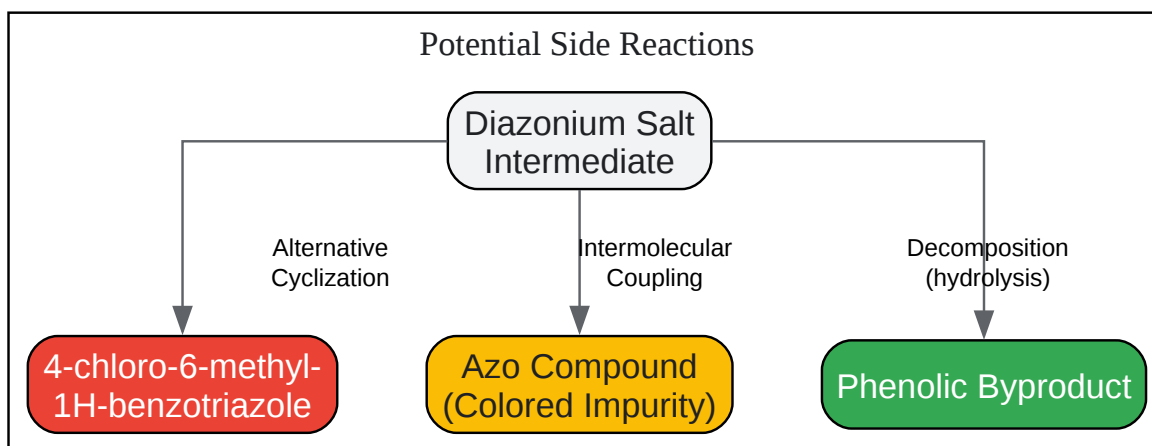 Potential Side Reactions
Diazonium Salt
Intermediate
Alternative
Cyclization
Intermolecular
Coupling
Decomposition
(hydrolysis)
4-chloro-6-methyl-
1H-benzotriazole
Azo Compound
(Colored Impurity)
Phenolic Byproduct